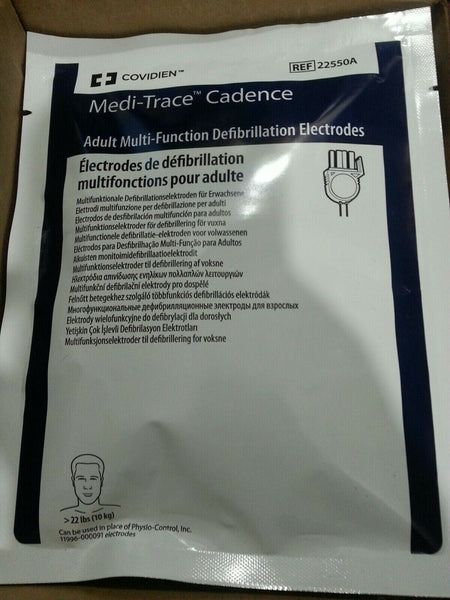 COVIDIEN™
REF 22550A
Medi-Trace™ Cadence
Adult Multi-Function Defibrillation Electrodes
Électrodes de défibrillation
multifonctions pour adulte
Multifunktionale Defibrillationselektroden für Erwachsene
Elettrodi multifunzione per defibrillazione per adulti
Electrodos de desfibrilación multifunción para adultos
Multifunktionselektroder för defibrillering för vuxna
Multifunctionele defibrillatie-elektroden voor volwassenen
Eléctrodos para Desfibrilhação Multi-Função para Adultos
Aikuisten monitoimidefibrillaatioelektrodit
Multifunktionselektroder til defibrillering af voksne
Ηλεκτρόδια απινίδωσης ενηλίκων πολλαπλών λειτουργιών
Multifunkční defibrilační elektrody pro dospělé
Felnőtt betegekhez szolgáló többfunkciós defibrillációs elektródák
Многофункциональные дефибрилляционные электроды для взрослых
Elektrody wielofunkcyjne do defibrylacji dla dorosłych
Yetişkin Çok İşlevli Defibrilasyon Elektrotları
Multifunksjonselektroder til defibrillering for voksne
> 22 lbs (10 kg)
Can be used in place of Physio-Control, Inc.
11996-000091 electrodes